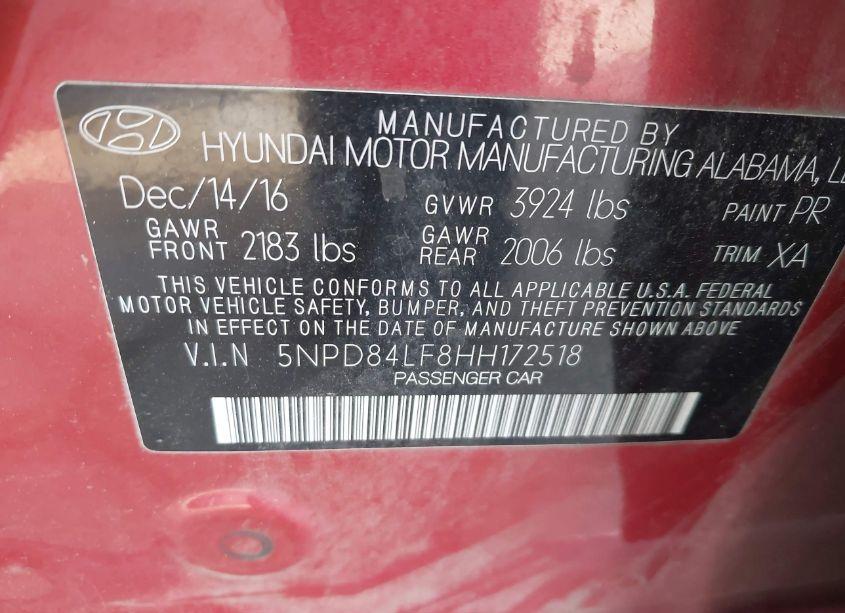 MANUFACTURED BY
HYUNDAI MOTOR MANUFACTURING ALABAMA,
Dec/14/16 GVWR 3924 lbs PAINT PR
GAWR FRONT 2183 lbs GAWR REAR 2006 lbs TRIM XA
THIS VEHICLE CONFORMS TO ALL APPLICABLE U.S.A. FEDERAL
MOTOR VEHICLE SAFETY, BUMPER, AND THEFT PREVENTION STANDARDS
IN EFFECT ON THE DATE OF MANUFACTURE SHOWN ABOVE
V.I.N 5NPD84LF8HH172518
PASSENGER CAR